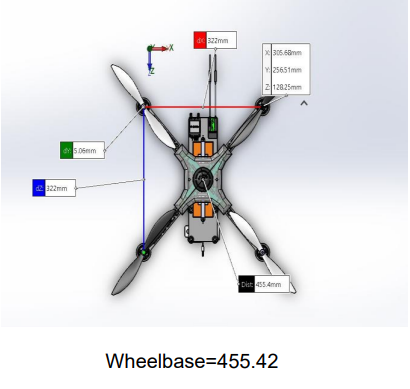 dX: 322mm
X: 305.68mm
Y: 256.51mm
Z: 128.25mm
X
Z
dY: 5.06mm
dZ: 322mm
Dist: 455.4mm
Wheelbase=455.42